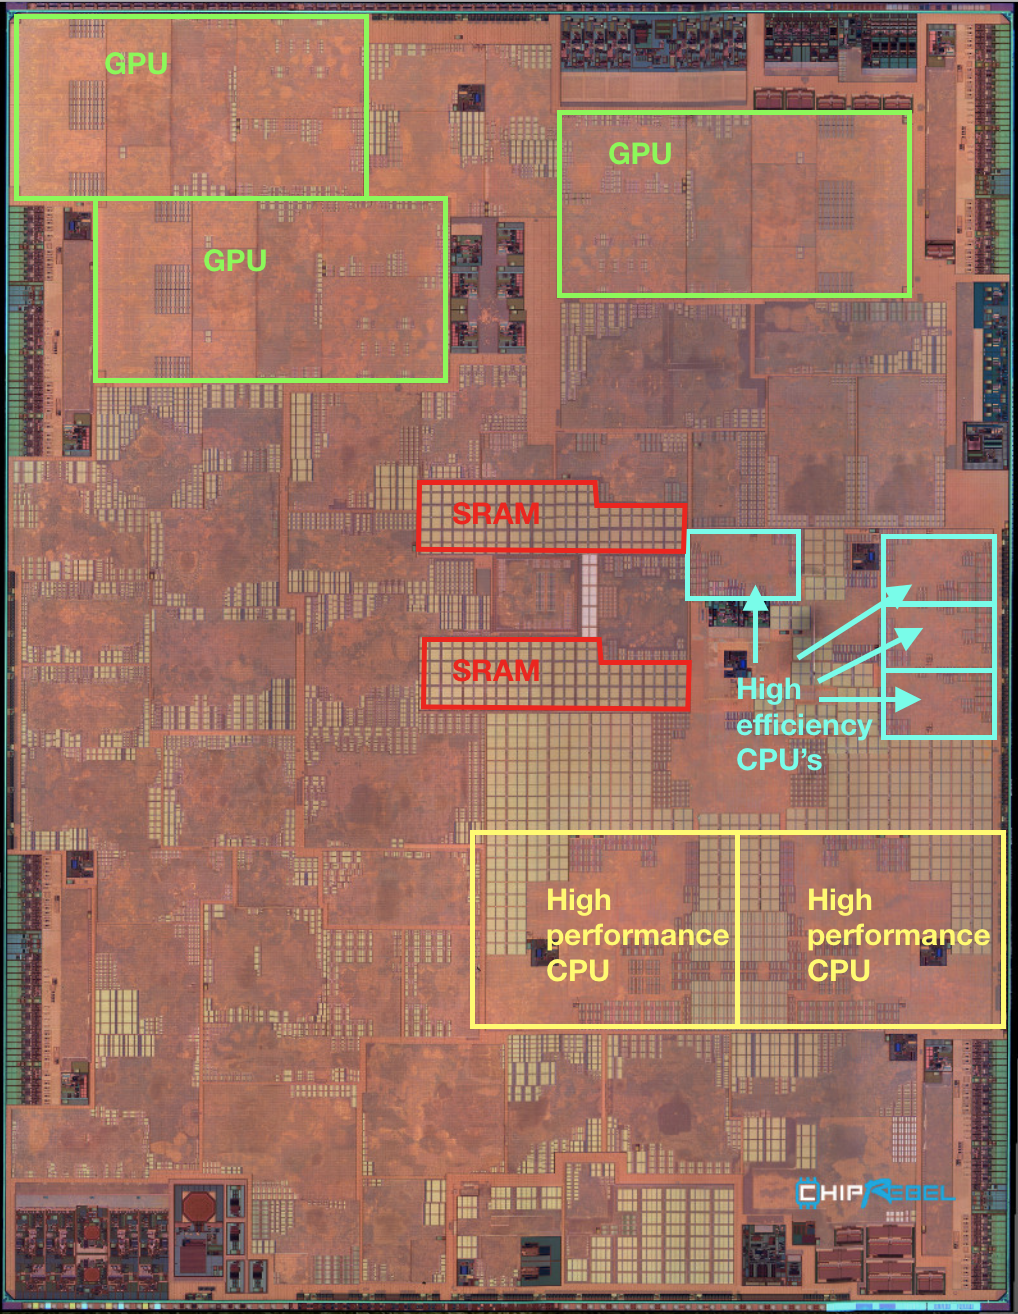 GPU
GPU
GPU
SRAM
SRAM
High
efficiency
CPU's
High
performance
CPU
High
performance
CPU
CHIPREBEL